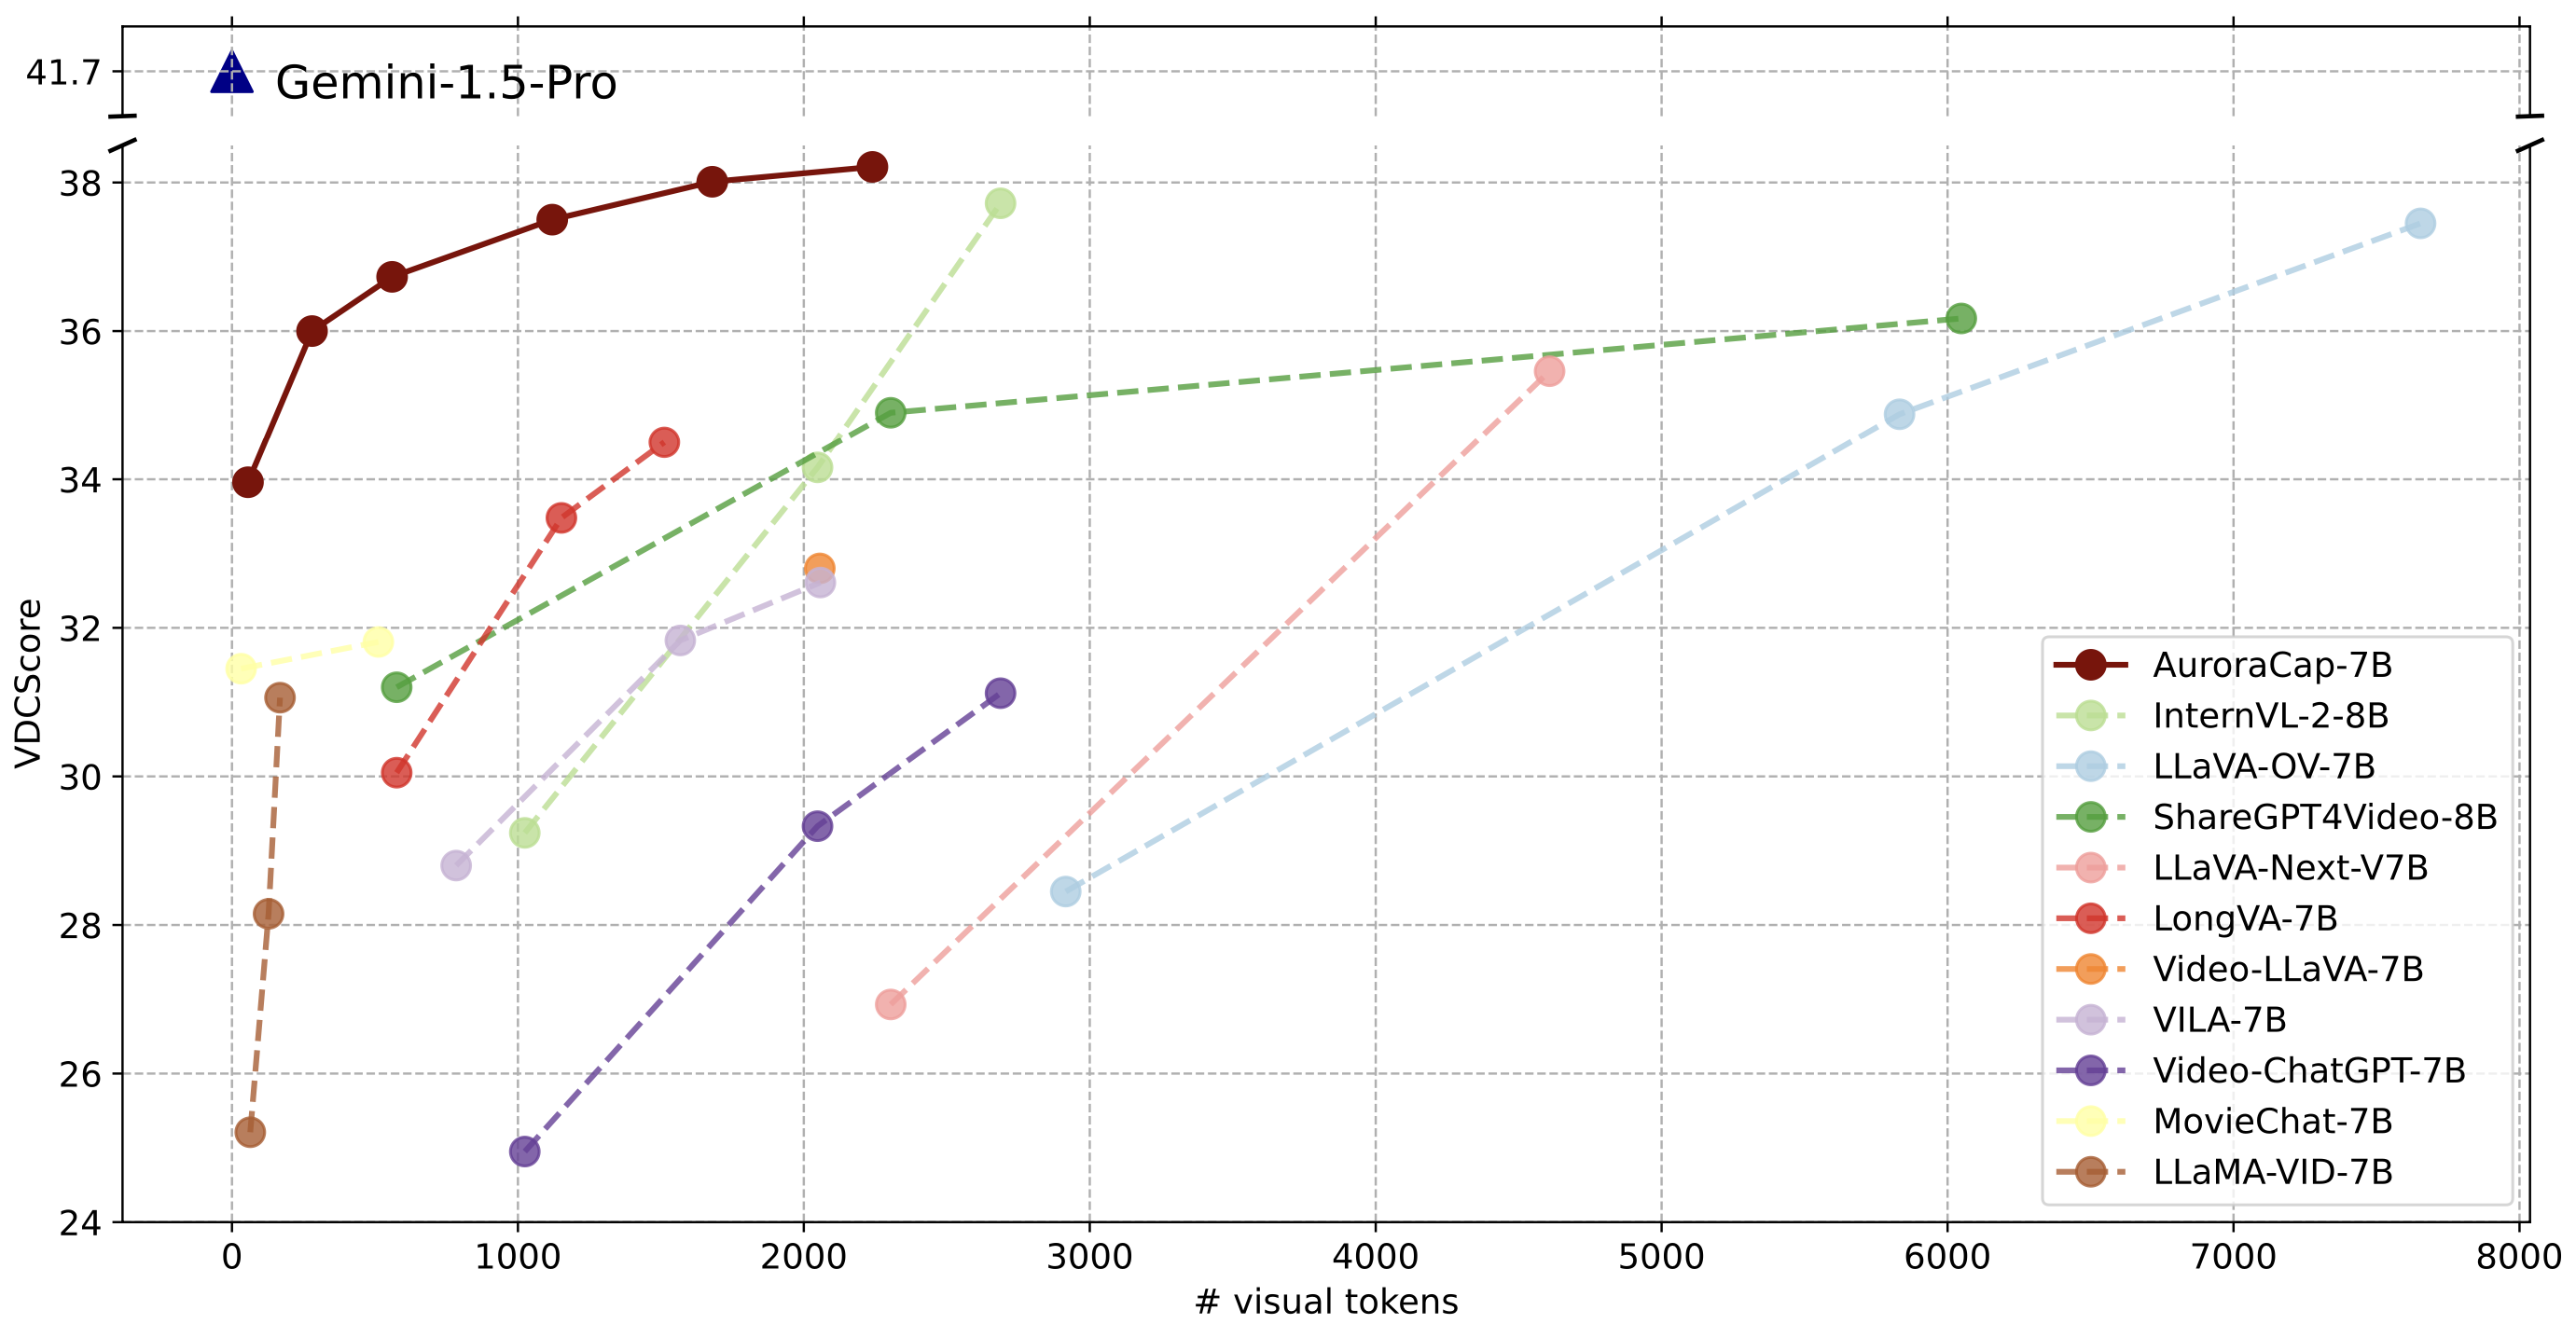 41.7
Gemini-1.5-Pro
38
36
34
32
30
28
26
24
VDCScore
0 1000 2000 3000 4000 5000 6000 7000 8000
# visual tokens
AuroraCap-7B
InternVL-2-8B
LLaVA-OV-7B
ShareGPT4Video-8B
LLaVA-Next-V7B
LongVA-7B
Video-LLaVA-7B
VILA-7B
Video-ChatGPT-7B
MovieChat-7B
LLaMA-VID-7B